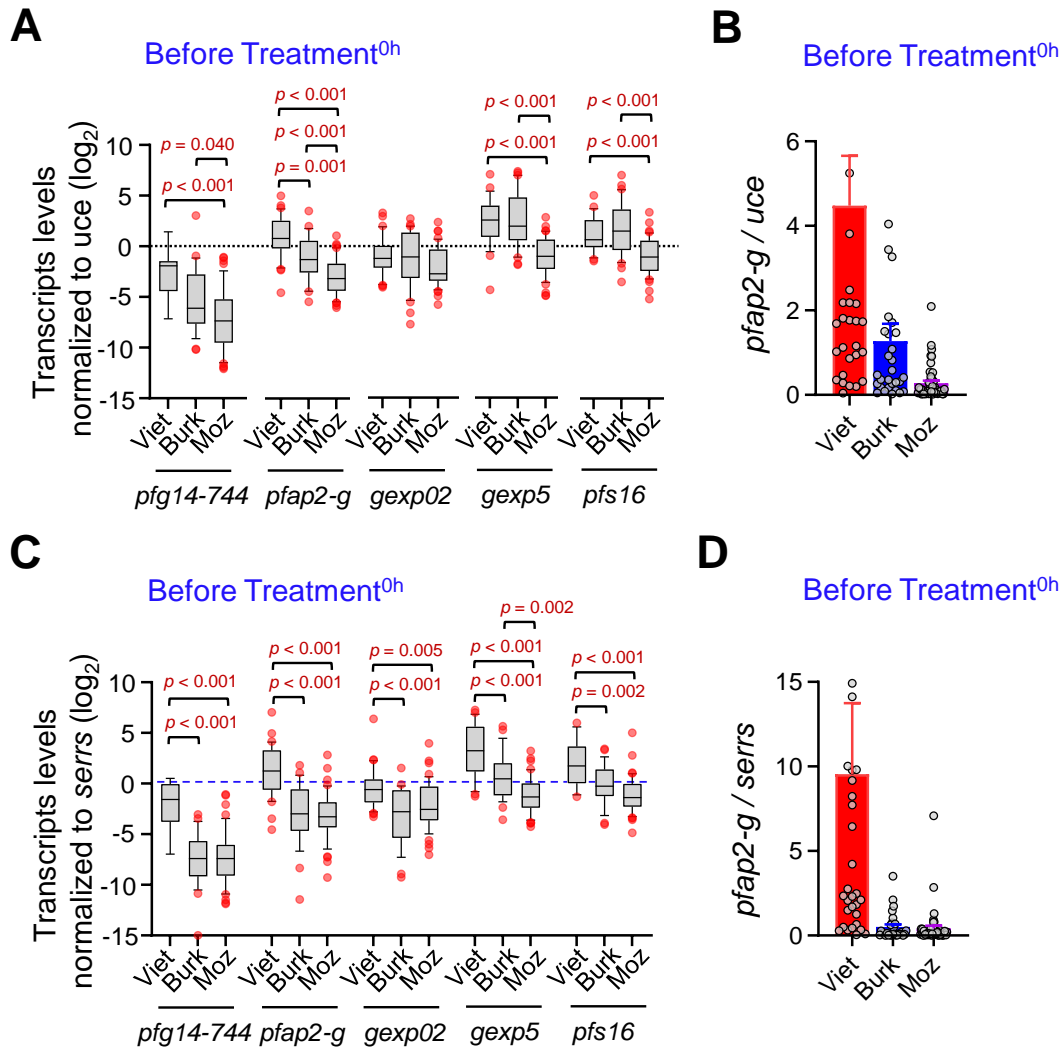 A
Before Treatment0h
p < 0.001
p < 0.001
p < 0.001
p < 0.001
p = 0.040
p < 0.001
p < 0.001
p < 0.001
p < 0.001
p = 0.001
Transcripts levels
normalized to uce (log2)
10
5
0
-5
-10
-15
Viet Burk Moz Viet Burk Moz Viet Burk Moz Viet Burk Moz Viet Burk Moz
pfg14-744 pfap2-g gexp02 gexp5 pfs16
B
Before Treatment0h
pfap2-g / uce
6
4
2
0
Viet Burk Moz
C
Before Treatment0h
p = 0.002
p < 0.001
p = 0.005
p < 0.001
p < 0.001
p < 0.001
p < 0.001
p < 0.001
p < 0.001
p = 0.002
p < 0.001
Transcripts levels
normalized to serrs (log2)
10
5
0
-5
-10
-15
Viet Burk Moz Viet Burk Moz Viet Burk Moz Viet Burk Moz Viet Burk Moz
pfg14-744 pfap2-g gexp02 gexp5 pfs16
D
Before Treatment0h
pfap2-g / serrs
15
10
5
0
Viet Burk Moz